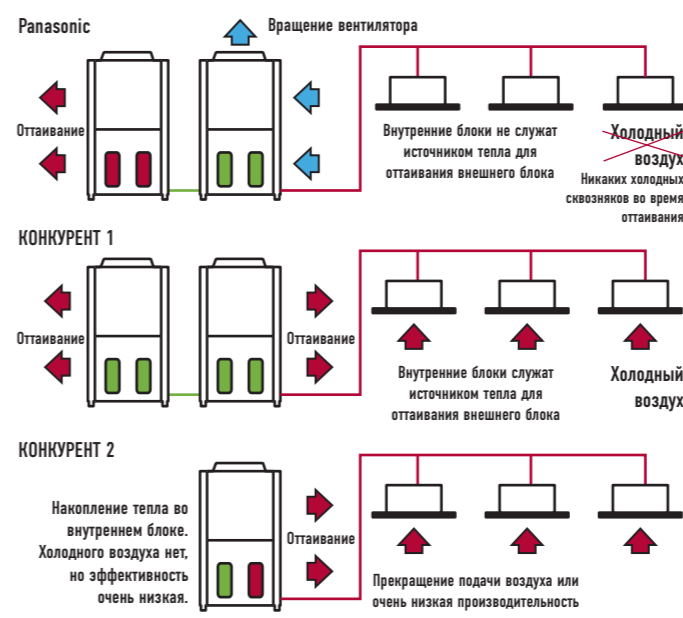 Panasonic
Вращение вентилятора
Оттаивание
Внутренние блоки не служат
источником тепла для
оттаивания внешнего блока
Холодный
воздух
Никаких холодных
сквозняков во время
оттаивания
КОНКУРЕНТ 1
Оттаивание
Оттаивание
Внутренние блоки служат
источником тепла для
оттаивания внешнего блока
Холодный
воздух
КОНКУРЕНТ 2
Накопление тепла во
внутреннем блоке.
Холодного воздуха нет,
но эффективность
очень низкая.
Оттаивание
Прекращение подачи воздуха или
очень низкая производительность